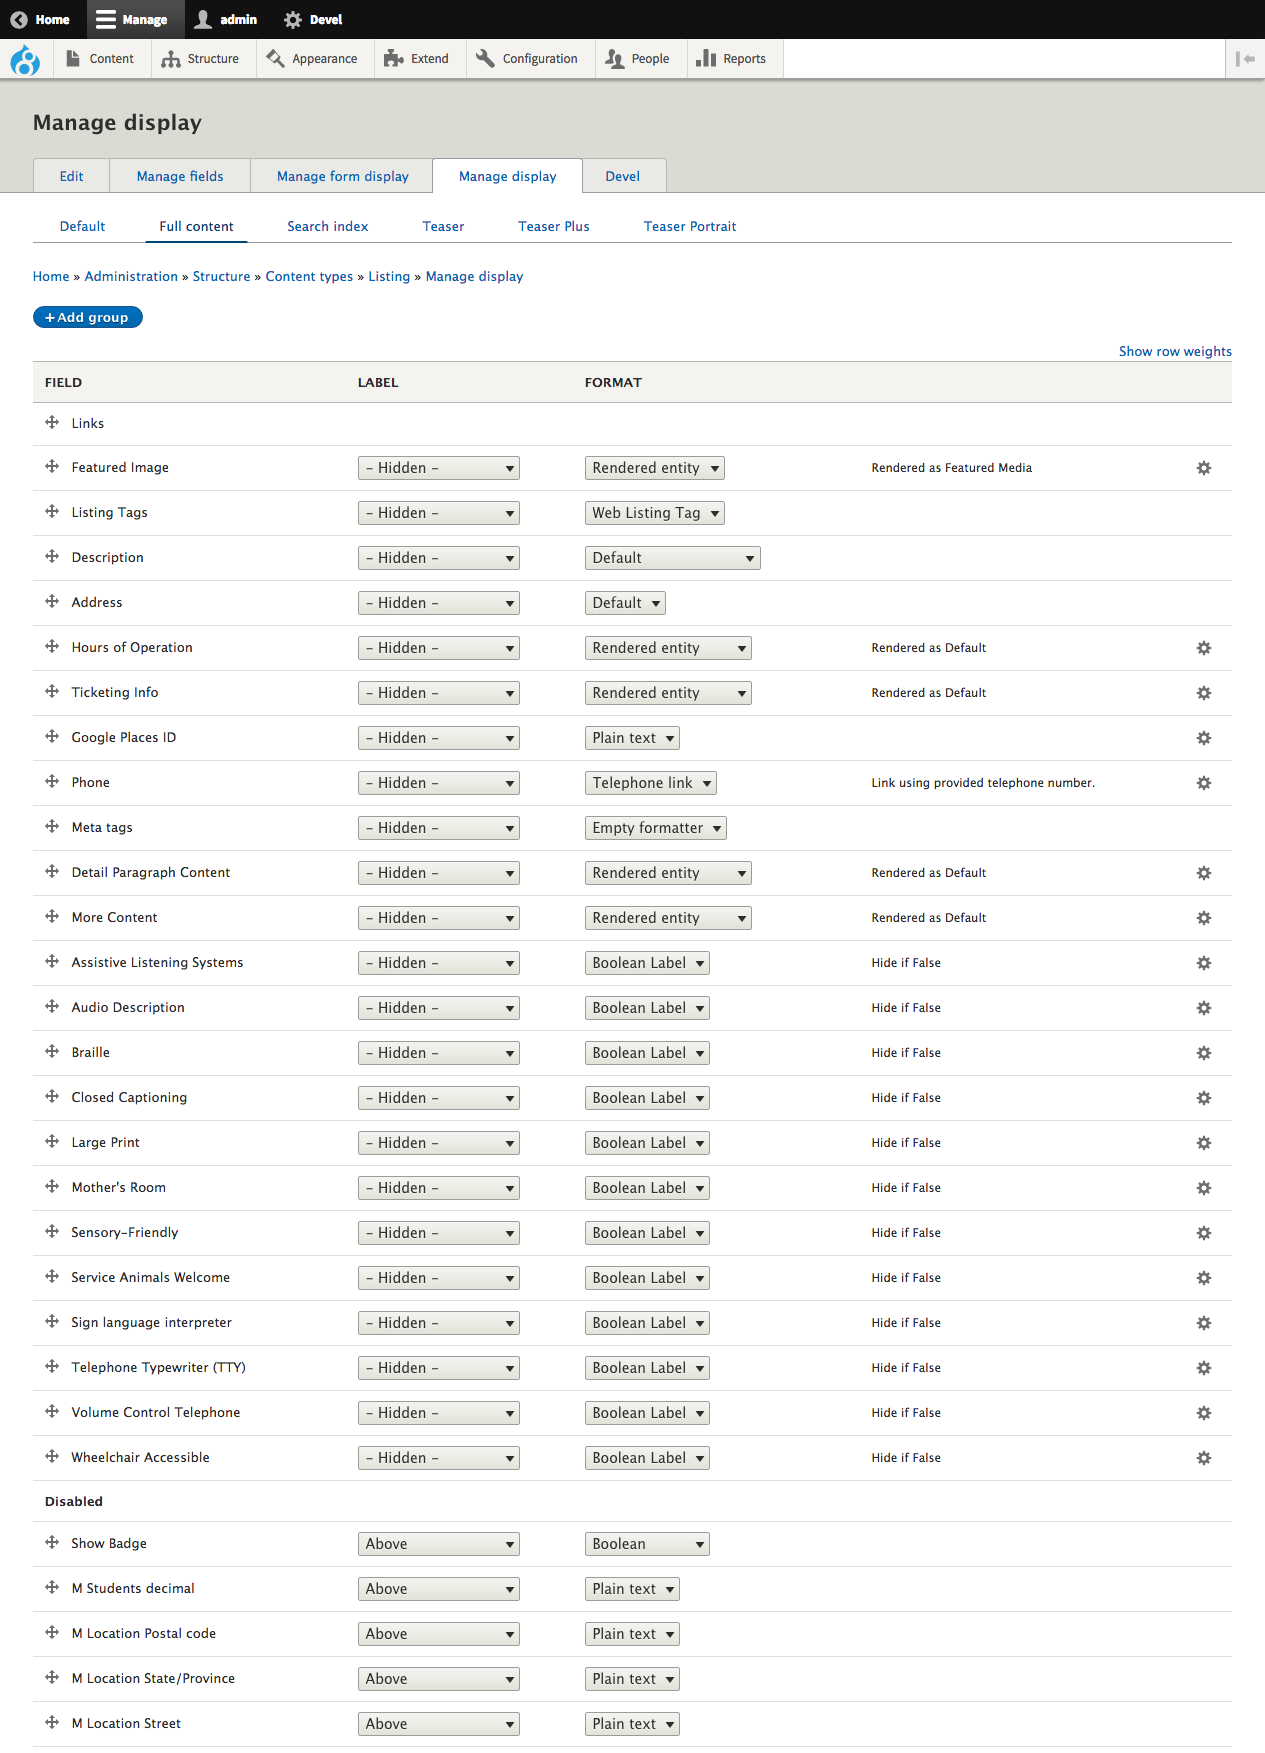 Home Manage admin Devel
Content Structure Appearance Extend Configuration People Reports
Manage display
Edit Manage fields Manage form display Manage display Devel
Default Full content Search index Teaser Teaser Plus Teaser Portrait
Home » Administration » Structure » Content types » Listing » Manage display
+ Add group
Show row weights
FIELD LABEL FORMAT
Links
Featured Image - Hidden - Rendered entity Rendered as Featured Media
Listing Tags - Hidden - Web Listing Tag
Description - Hidden - Default
Address - Hidden - Default
Hours of Operation - Hidden - Rendered entity Rendered as Default
Ticketing Info - Hidden - Rendered entity Rendered as Default
Google Places ID - Hidden - Plain text
Phone - Hidden - Telephone link Link using provided telephone number.
Meta tags - Hidden - Empty formatter
Detail Paragraph Content - Hidden - Rendered entity Rendered as Default
More Content - Hidden - Rendered entity Rendered as Default
Assistive Listening Systems - Hidden - Boolean Label Hide if False
Audio Description - Hidden - Boolean Label Hide if False
Braille - Hidden - Boolean Label Hide if False
Closed Captioning - Hidden - Boolean Label Hide if False
Large Print - Hidden - Boolean Label Hide if False
Mother's Room - Hidden - Boolean Label Hide if False
Sensory-Friendly - Hidden - Boolean Label Hide if False
Service Animals Welcome - Hidden - Boolean Label Hide if False
Sign language interpreter - Hidden - Boolean Label Hide if False
Telephone Typewriter (TTY) - Hidden - Boolean Label Hide if False
Volume Control Telephone - Hidden - Boolean Label Hide if False
Wheelchair Accessible - Hidden - Boolean Label Hide if False
Disabled
Show Badge Above Boolean
M Students decimal Above Plain text
M Location Postal code Above Plain text
M Location State/Province Above Plain text
M Location Street Above Plain text